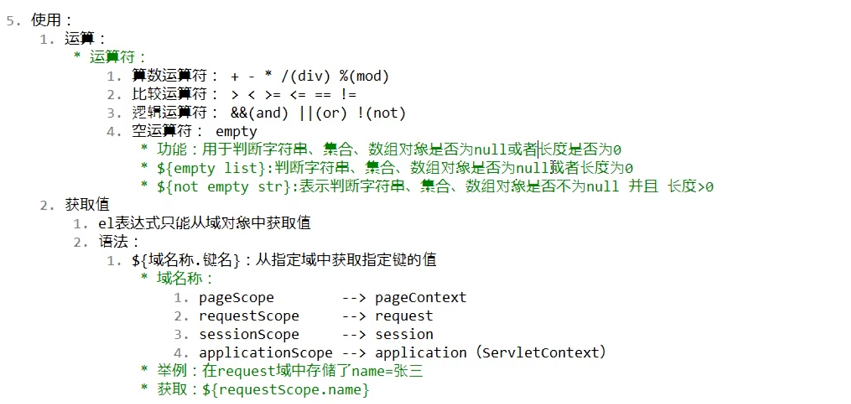 5. 使用：
1. 运算：
* 运算符：
1. 算数运算符： + - * /(div) %(mod)
2. 比较运算符： > < >= <= == !=
3. 逻辑运算符： &&(and) ||(or) !(not)
4. 空运算符： empty
* 功能：用于判断字符串、集合、数组对象是否为null或者长度是否为0
* ${empty list}:判断字符串、集合、数组对象是否为null或者长度为0
* ${not empty str}:表示判断字符串、集合、数组对象是否不为null 并且 长度>0
2. 获取值
1. el表达式只能从域对象中获取值
2. 语法：
1. ${域名称.键名}：从指定域中获取指定键的值
* 域名称：
1. pageScope --> pageContext
2. requestScope --> request
3. sessionScope --> session
4. applicationScope --> application（ServletContext）
* 举例：在request域中存储了name=张三
* 获取：${requestScope.name}